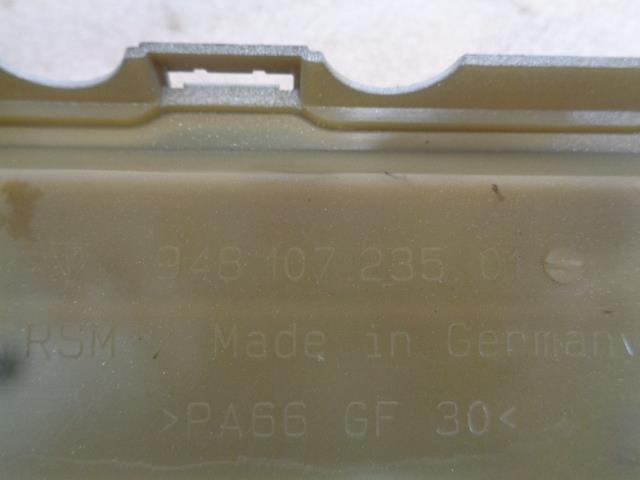 948 107.235.01
RSM Made in Germany
>PA66 GF 30<